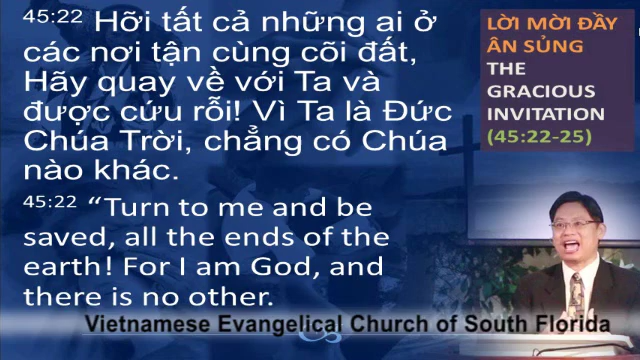 45:22 Hỡi tất cả những ai ở
các nơi tận cùng cõi đất,
Hãy quay về với Ta và
được cứu rỗi! Vì Ta là Đức
Chúa Trời, chẳng có Chúa
nào khác.
45:22 “Turn to me and be
saved, all the ends of the
earth! For I am God, and
there is no other.
LỜI MỜI ĐẦY
ÂN SỦNG
THE
GRACIOUS
INVITATION
(45:22-25)
Vietnamese Evangelical Church of South Florida